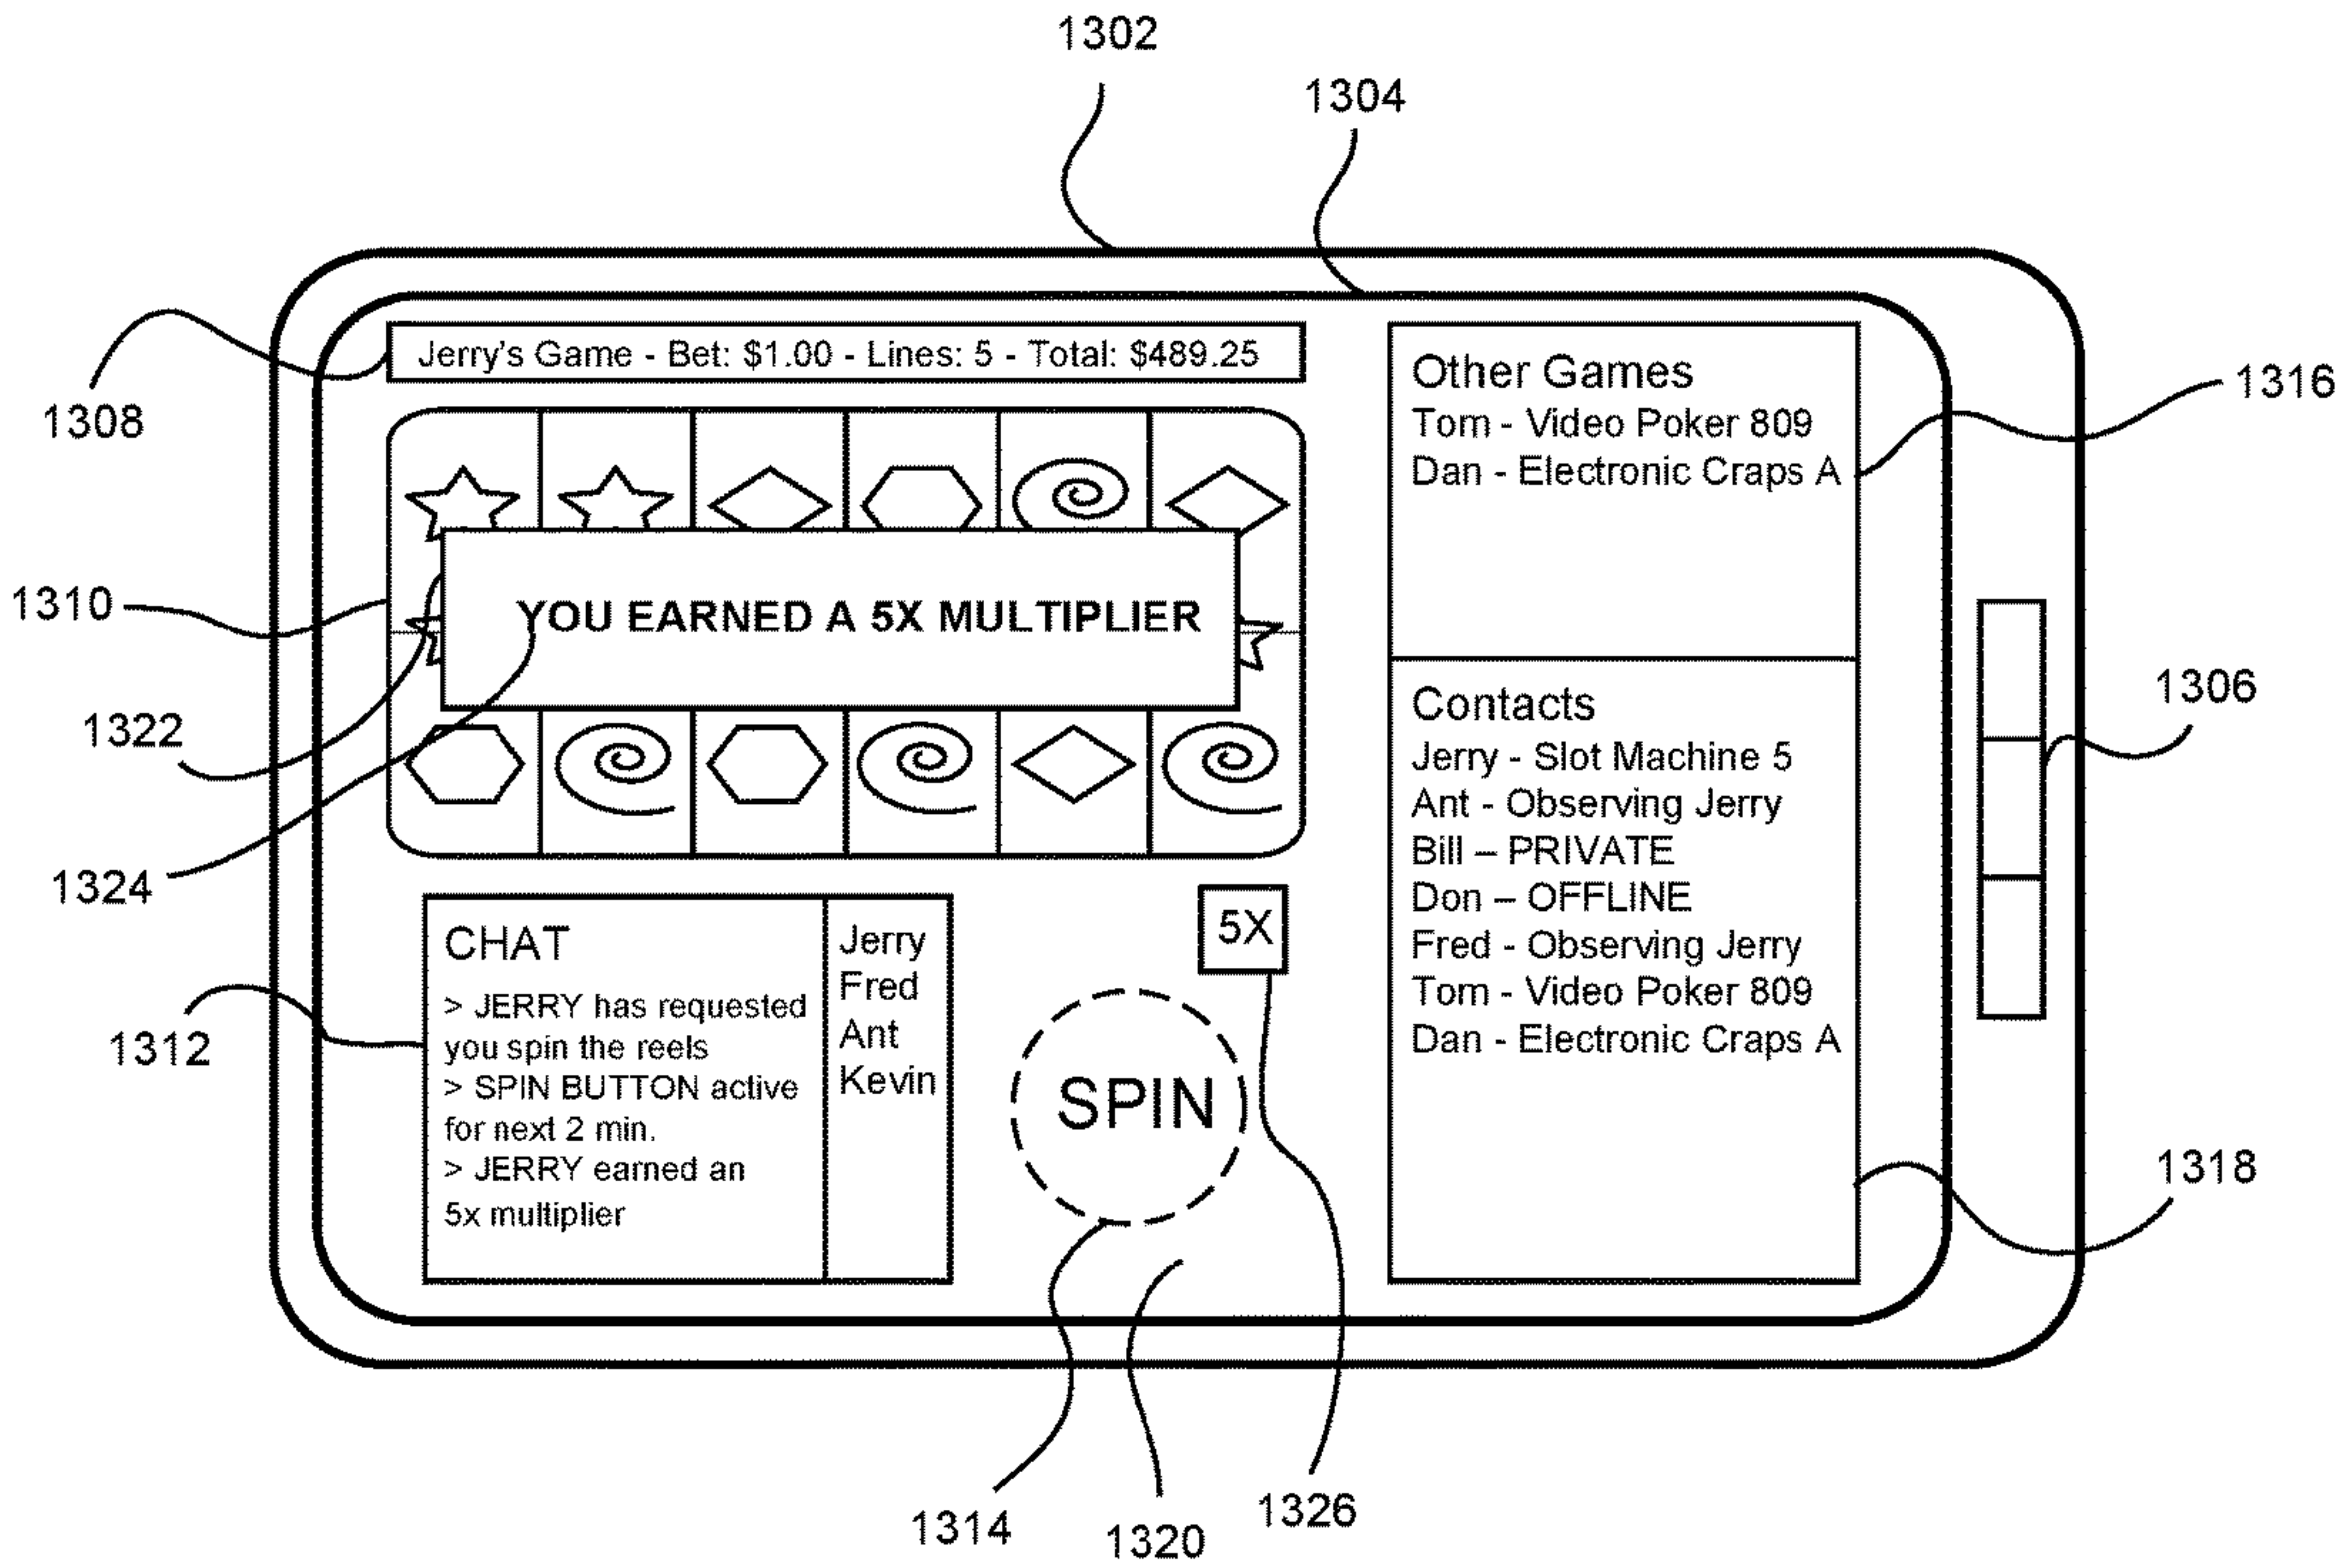 1302
1304
1308
Jerry's Game - Bet: $1.00 - Lines: 5 - Total: $489.25
Other Games
Tom - Video Poker 809
Dan - Electronic Craps A
1316
1310
YOU EARNED A 5X MULTIPLIER
1322
1324
Contacts
Jerry - Slot Machine 5
Ant - Observing Jerry
Bill – PRIVATE
Don – OFFLINE
Fred - Observing Jerry
Tom - Video Poker 809
Dan - Electronic Craps A
1306
1318
1312
CHAT
> JERRY has requested
you spin the reels
> SPIN BUTTON active
for next 2 min.
> JERRY earned an
5x multiplier
Jerry
Fred
Ant
Kevin
5X
SPIN
1314
1320
1326